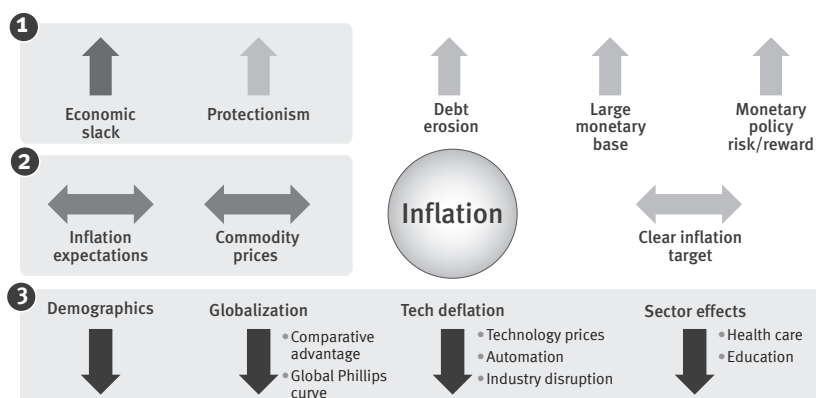 1
Economic
slack
Protectionism
Debt
erosion
Large
monetary
base
Monetary
policy
risk/reward
2
Inflation
expectations
Commodity
prices
Inflation
Clear inflation
target
3
Demographics
Globalization
• Comparative
advantage
• Global Phillips
curve
Tech deflation
• Technology prices
• Automation
• Industry disruption
Sector effects
• Health care
• Education